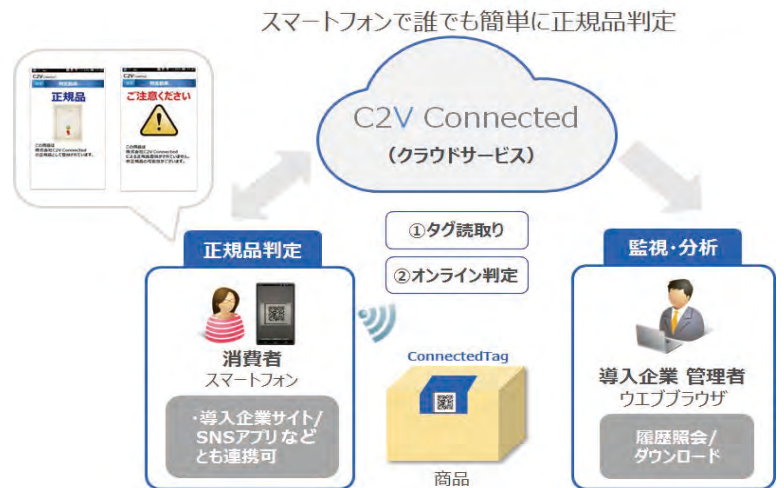 スマートフォンで誰でも簡単に正規品判定
C2V
正規品
C2V
ご注意ください
C2V Connected
(クラウドサービス)
①タグ読取り
②オンライン判定
正規品判定
消費者
スマートフォン
・導入企業サイト/
SNSアプリなど
とも連携可
ConnectedTag
商品
監視・分析
導入企業 管理者
ウエブブラウザ
履歴照会/
ダウンロード